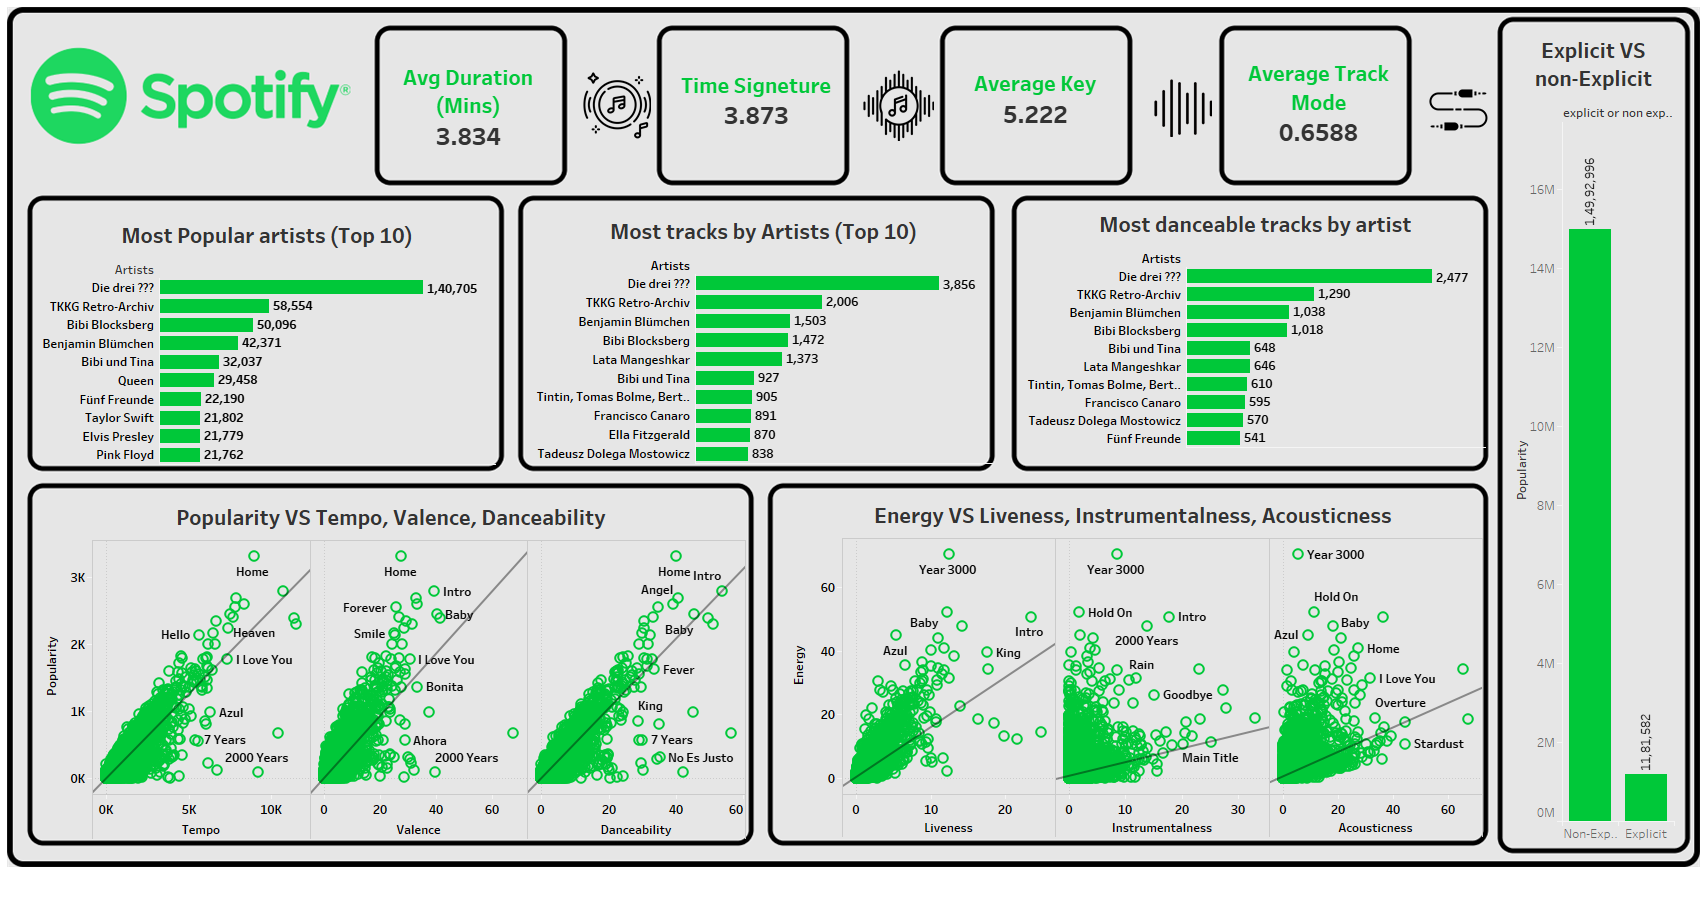 Spotify®
Avg Duration
(Mins)
3.834
Time Signeture
3.873
Average Key
5.222
Average Track
Mode
0.6588
Explicit VS
non-Explicit
explicit or non exp..
Most Popular artists (Top 10)
Artists
Die drei ??? 1,40,705
TKKG Retro-Archiv 58,554
Bibi Blocksberg 50,096
Benjamin Blümchen 42,371
Bibi und Tina 32,037
Queen 29,458
Fünf Freunde 22,190
Taylor Swift 21,802
Elvis Presley 21,779
Pink Floyd 21,762
Most tracks by Artists (Top 10)
Artists
Die drei ??? 3,856
TKKG Retro-Archiv 2,006
Benjamin Blümchen 1,503
Bibi Blocksberg 1,472
Lata Mangeshkar 1,373
Bibi und Tina 927
Tintin, Tomas Bolme, Bert.. 905
Francisco Canaro 891
Ella Fitzgerald 870
Tadeusz Dolega Mostowicz 838
Most danceable tracks by artist
Artists
Die drei ??? 2,477
TKKG Retro-Archiv 1,290
Benjamin Blümchen 1,038
Bibi Blocksberg 1,018
Bibi und Tina 648
Lata Mangeshkar 646
Tintin, Tomas Bolme, Bert.. 610
Francisco Canaro 595
Tadeusz Dolega Mostowicz 570
Fünf Freunde 541
Popularity VS Tempo, Valence, Danceability
Popularity
3K
2K
1K
0K
Home
Hello
Heaven
I Love You
Azul
7 Years
2000 Years
0K 5K 10K
Tempo
Home
Intro
Forever
Baby
Smile
I Love You
Bonita
Ahora
2000 Years
0 20 40 60
Valence
Home
Intro
Angel
Baby
Fever
King
7 Years
No Es Justo
0 20 40 60
Danceability
Energy VS Liveness, Instrumentalness, Acousticness
Energy
60
40
20
0
Year 3000
Baby
Intro
Azul
King
0 10 20
Liveness
Year 3000
Hold On
Intro
2000 Years
Rain
Goodbye
Main Title
0 10 20 30
Instrumentalness
Year 3000
Hold On
Baby
Azul
Home
I Love You
Overture
Stardust
0 20 40 60
Acousticness
Popularity
16M
14M
12M
10M
8M
6M
4M
2M
0M
1,49,92,996
11,81,582
Non-Exp.. Explicit